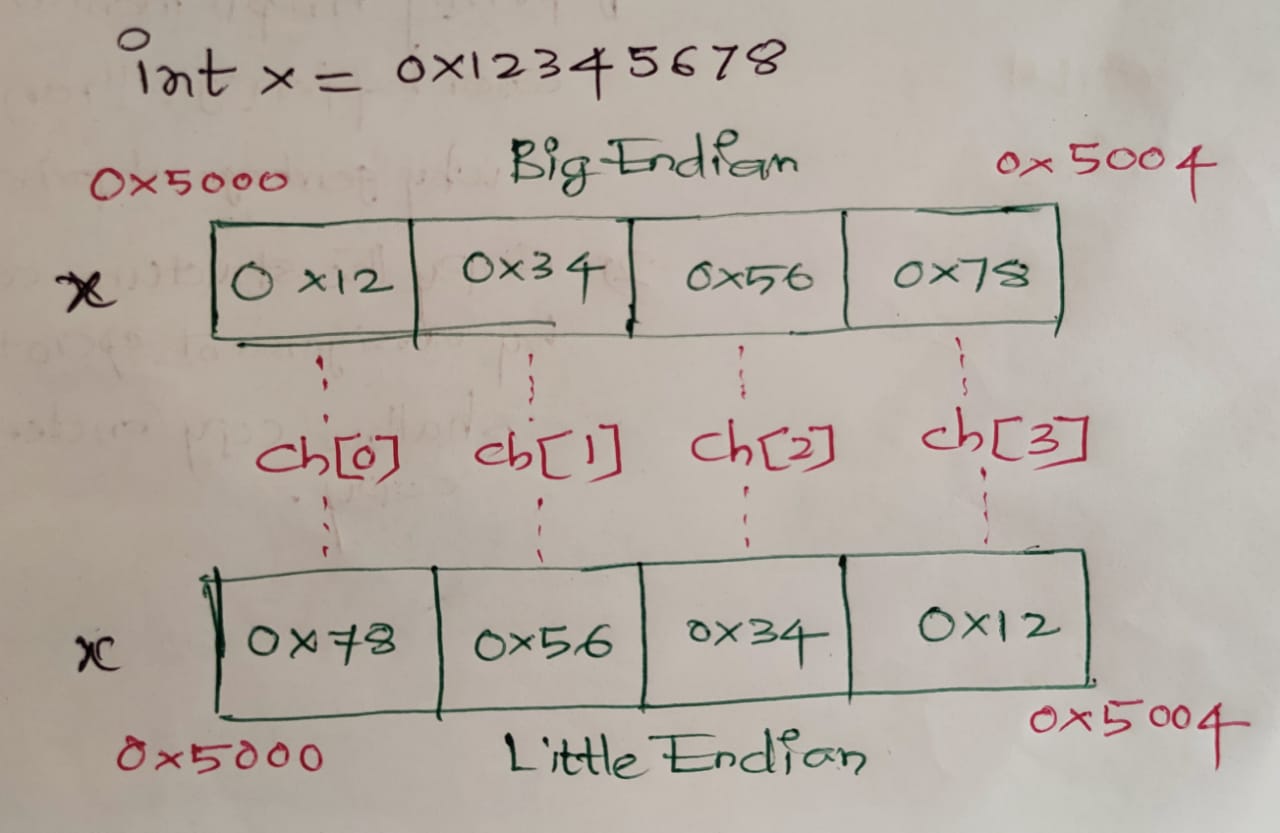 int x = 0x12345678
Big Endian
0x5000 0x5004
x 0x12 0x34 0x56 0x78
ch[0] ch[1] ch[2] ch[3]
x 0x78 0x56 0x34 0x12
0x5000 0x5004
Little Endian